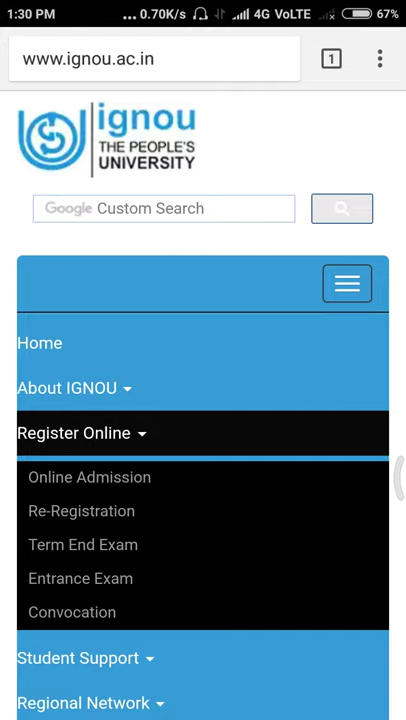 1:30 PM ... 0.70K/s 4G VoLTE 67%
www.ignou.ac.in 1
ignou
THE PEOPLE'S
UNIVERSITY
Google Custom Search
Home
About IGNOU
Register Online
Online Admission
Re-Registration
Term End Exam
Entrance Exam
Convocation
Student Support
Regional Network